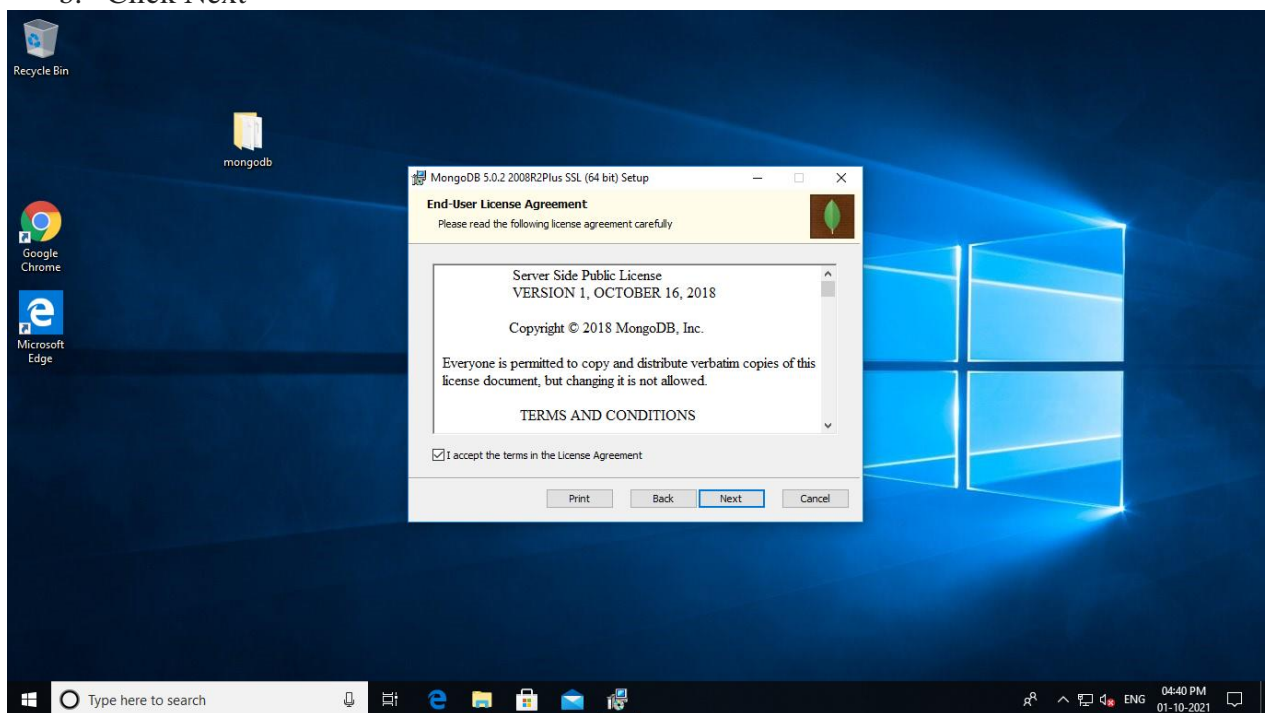 Click Next
Recycle Bin
mongodb
Google
Chrome
Microsoft
Edge
MongoDB 5.0.2 2008R2Plus SSL (64 bit) Setup
End-User License Agreement
Please read the following license agreement carefully
Server Side Public License
VERSION 1, OCTOBER 16, 2018
Copyright © 2018 MongoDB, Inc.
Everyone is permitted to copy and distribute verbatim copies of this
license document, but changing it is not allowed.
TERMS AND CONDITIONS
I accept the terms in the License Agreement
Print Back Next Cancel
Type here to search
ENG
04:40 PM
01-10-2021